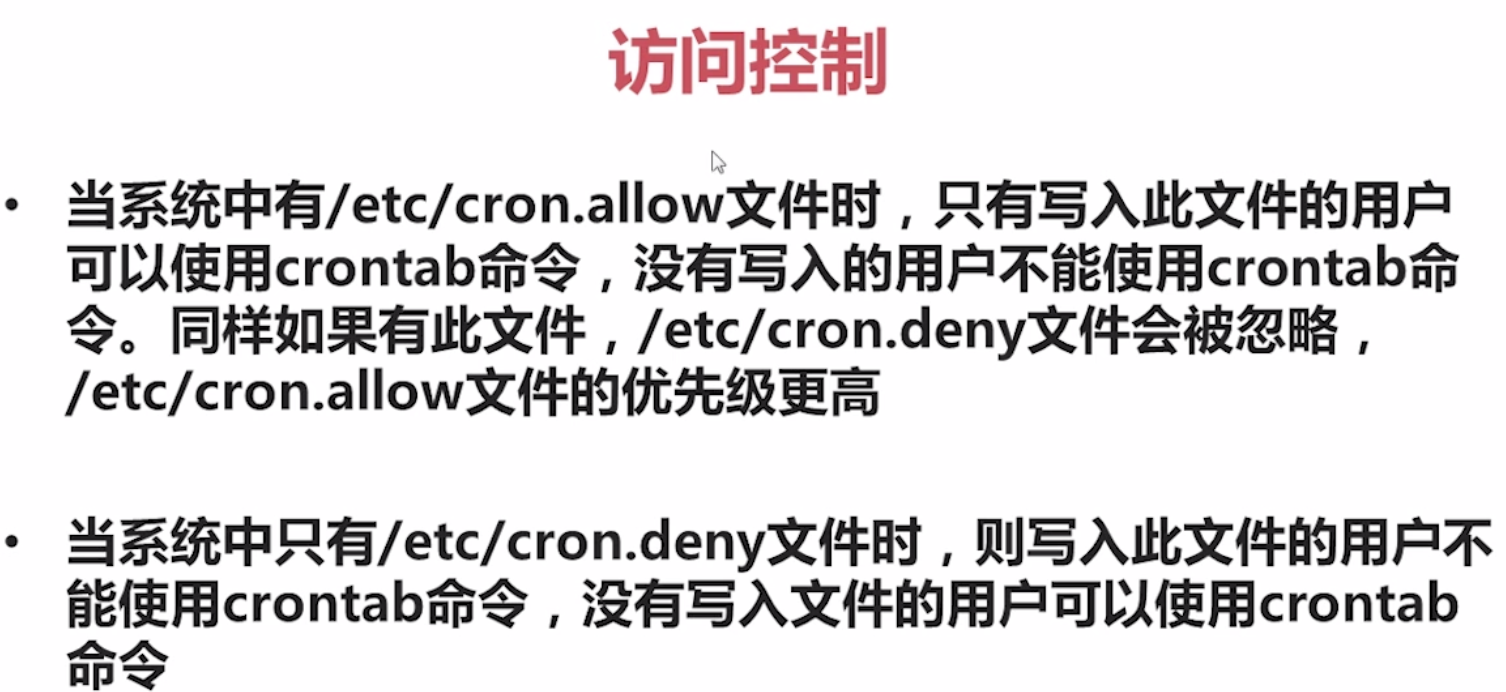 访问控制
• 当系统中有/etc/cron.allow文件时，只有写入此文件的用户
可以使用crontab命令，没有写入的用户不能使用crontab命
令。同样如果有此文件，/etc/cron.deny文件会被忽略，
/etc/cron.allow文件的优先级更高
• 当系统中只有/etc/cron.deny文件时，则写入此文件的用户不
能使用crontab命令，没有写入文件的用户可以使用crontab
命令